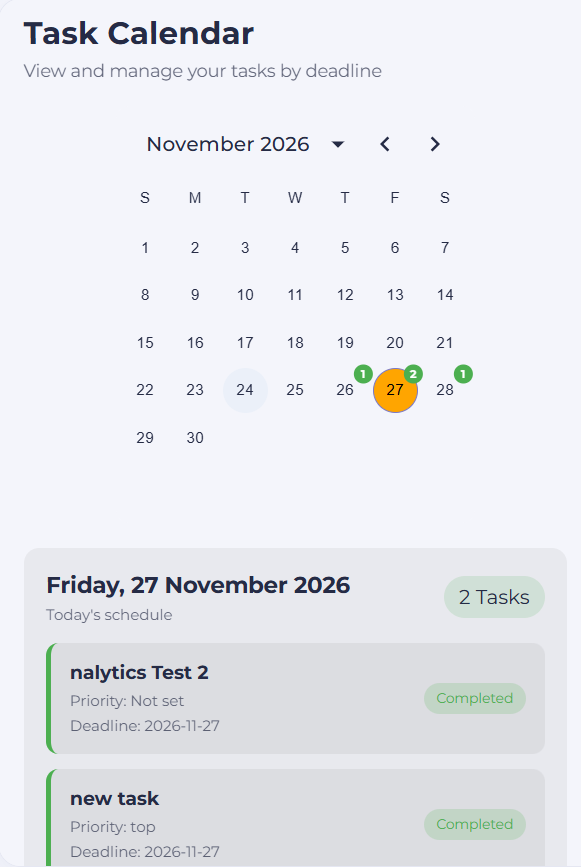 Task Calendar
View and manage your tasks by deadline
November 2026
S M T W T F S
1 2 3 4 5 6 7
8 9 10 11 12 13 14
15 16 17 18 19 20 21
1 2 1
22 23 24 25 26 27 28
29 30
Friday, 27 November 2026
2 Tasks
Today's schedule
nalytics Test 2
Priority: Not set
Completed
Deadline: 2026-11-27
new task
Priority: top
Completed
Deadline: 2026-11-27